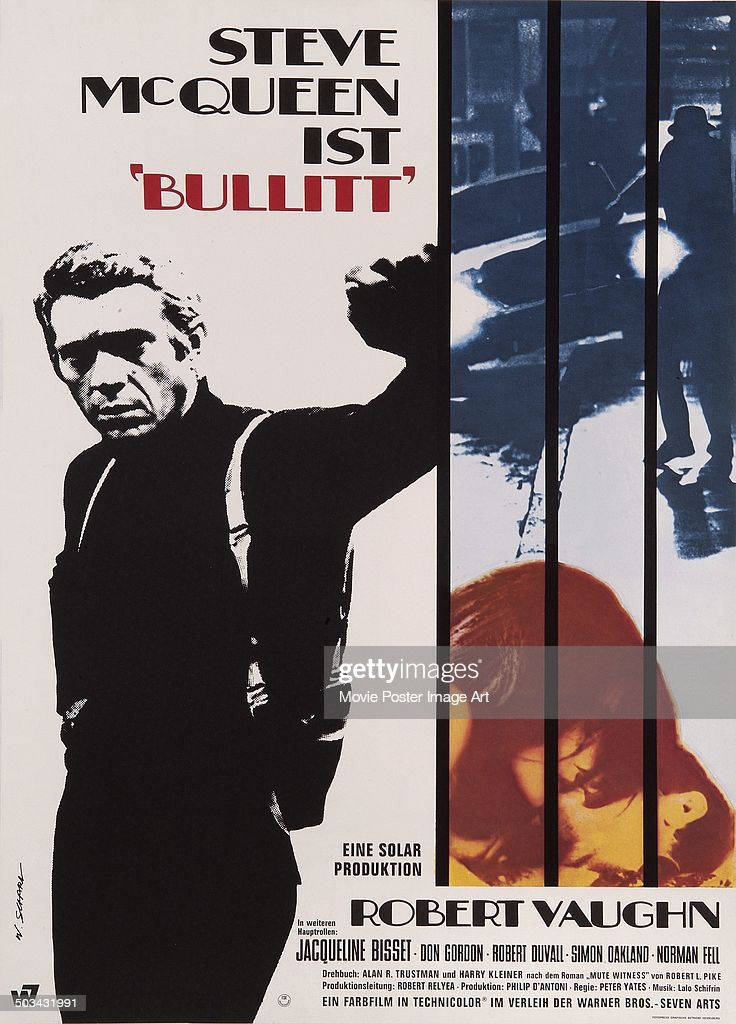 STEVE
McQUEEN
IST
'BULLITT'
gettyimages®
Movie Poster Image Art
EINE SOLAR
PRODUKTION
In weiteren
Hauptrollen:
ROBERT VAUGHN
JACQUELINE BISSET · DON GORDON · ROBERT DUVALL · SIMON OAKLAND · NORMAN FELL
Drehbuch: ALAN R. TRUSTMAN und HARRY KLEINER nach dem Roman „MUTE WITNESS” von ROBERT L. PIKE
Produktionsleitung: ROBERT RELYEA · Produktion: PHILIP D'ANTONI · Regie: PETER YATES · Musik: Lalo Schifrin
EIN FARBFILM IN TECHNICOLOR® IM VERLEIH DER WARNER BROS.- SEVEN ARTS
W7
503431991